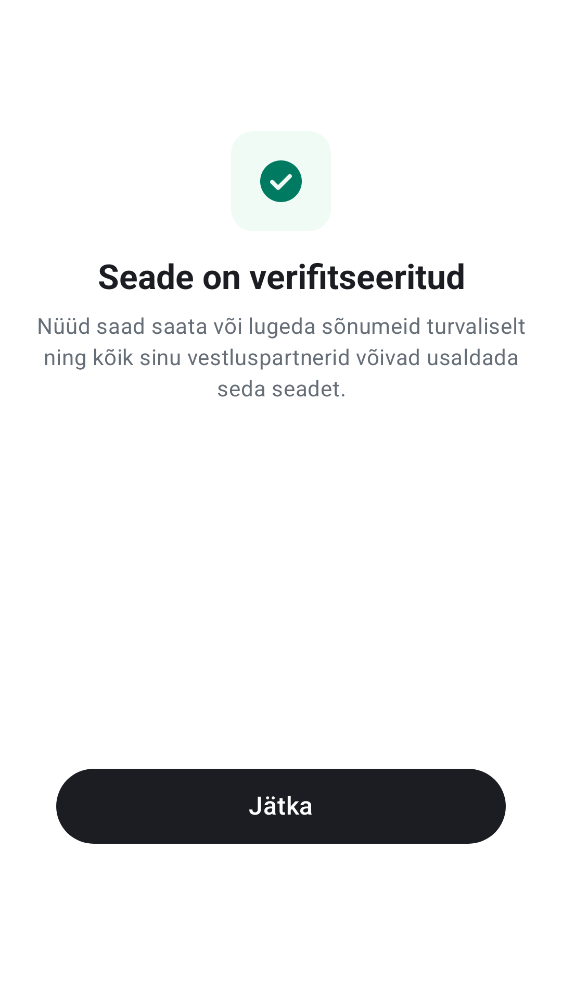 Seade on verifitseeritud
Nüüd saad saata või lugeda sõnumeid turvaliselt
ning kõik sinu vestluspartnerid võivad usaldada
seda seadet.
Jätka